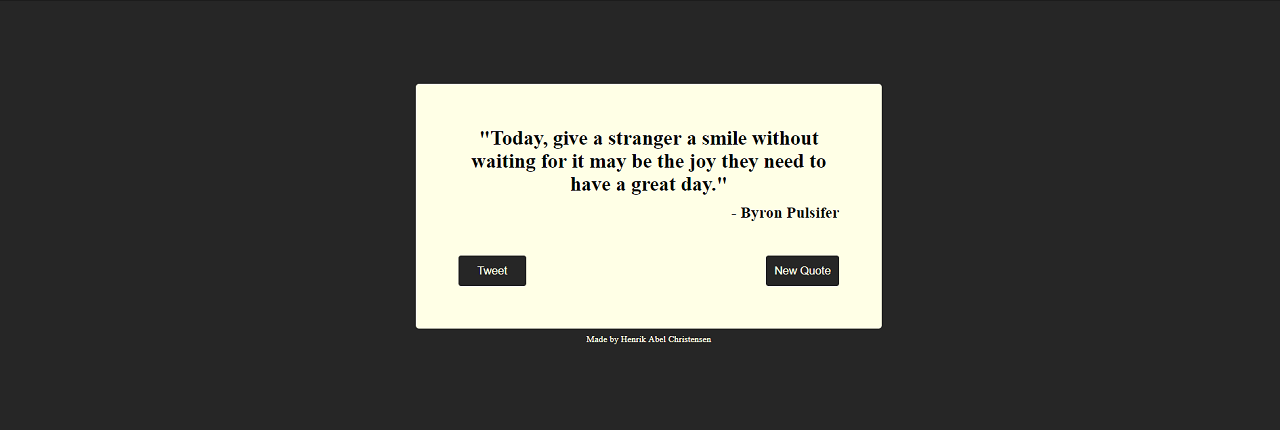 "Today, give a stranger a smile without
waiting for it may be the joy they need to
have a great day."
- Byron Pulsifer
Tweet
New Quote
Made by Henrik Abel Christensen